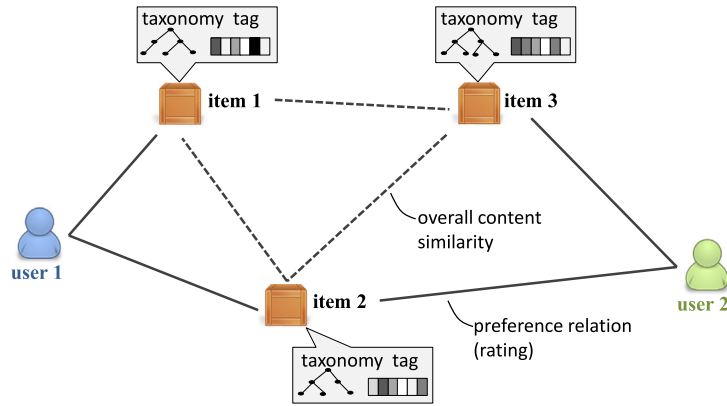 taxonomy tag
taxonomy tag
item 1
item 3
overall content
similarity
user 1
item 2
user 2
preference relation
(rating)
taxonomy tag